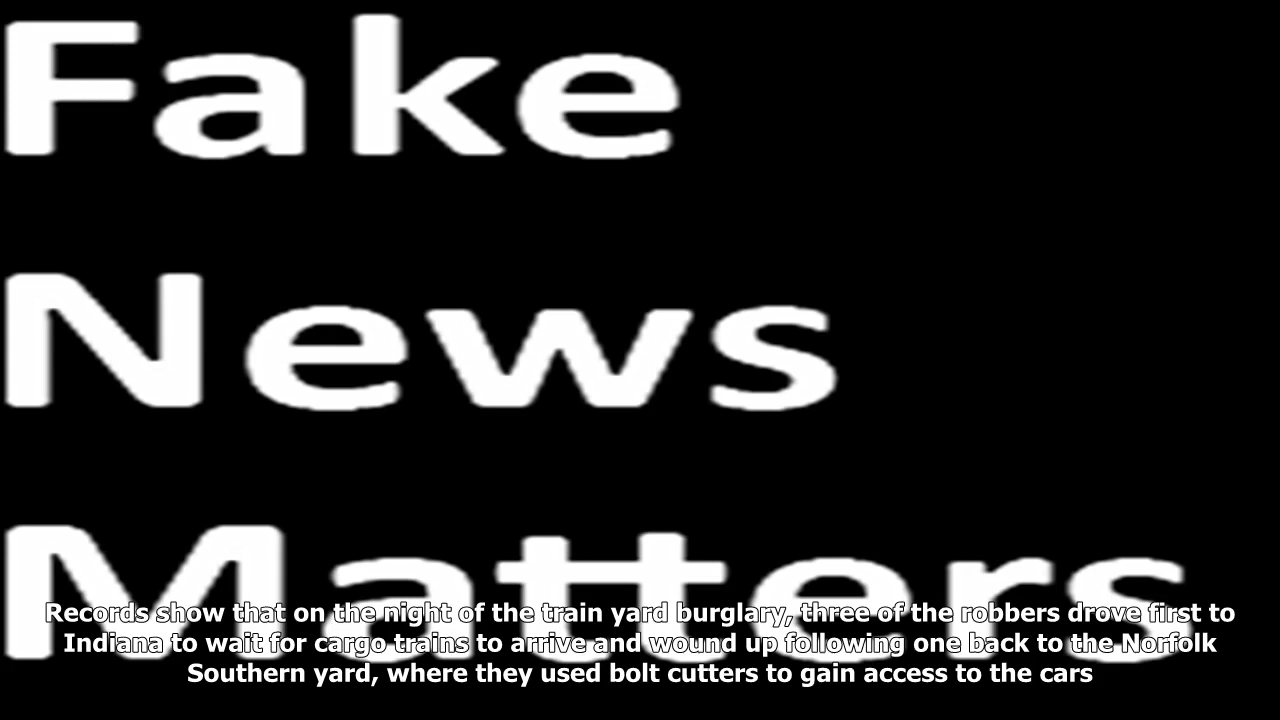 Fake
News
Matters
Records show that on the night of the train yard burglary, three of the robbers drove first to
Indiana to wait for cargo trains to arrive and wound up following one back to the Norfolk
Southern yard, where they used bolt cutters to gain access to the cars